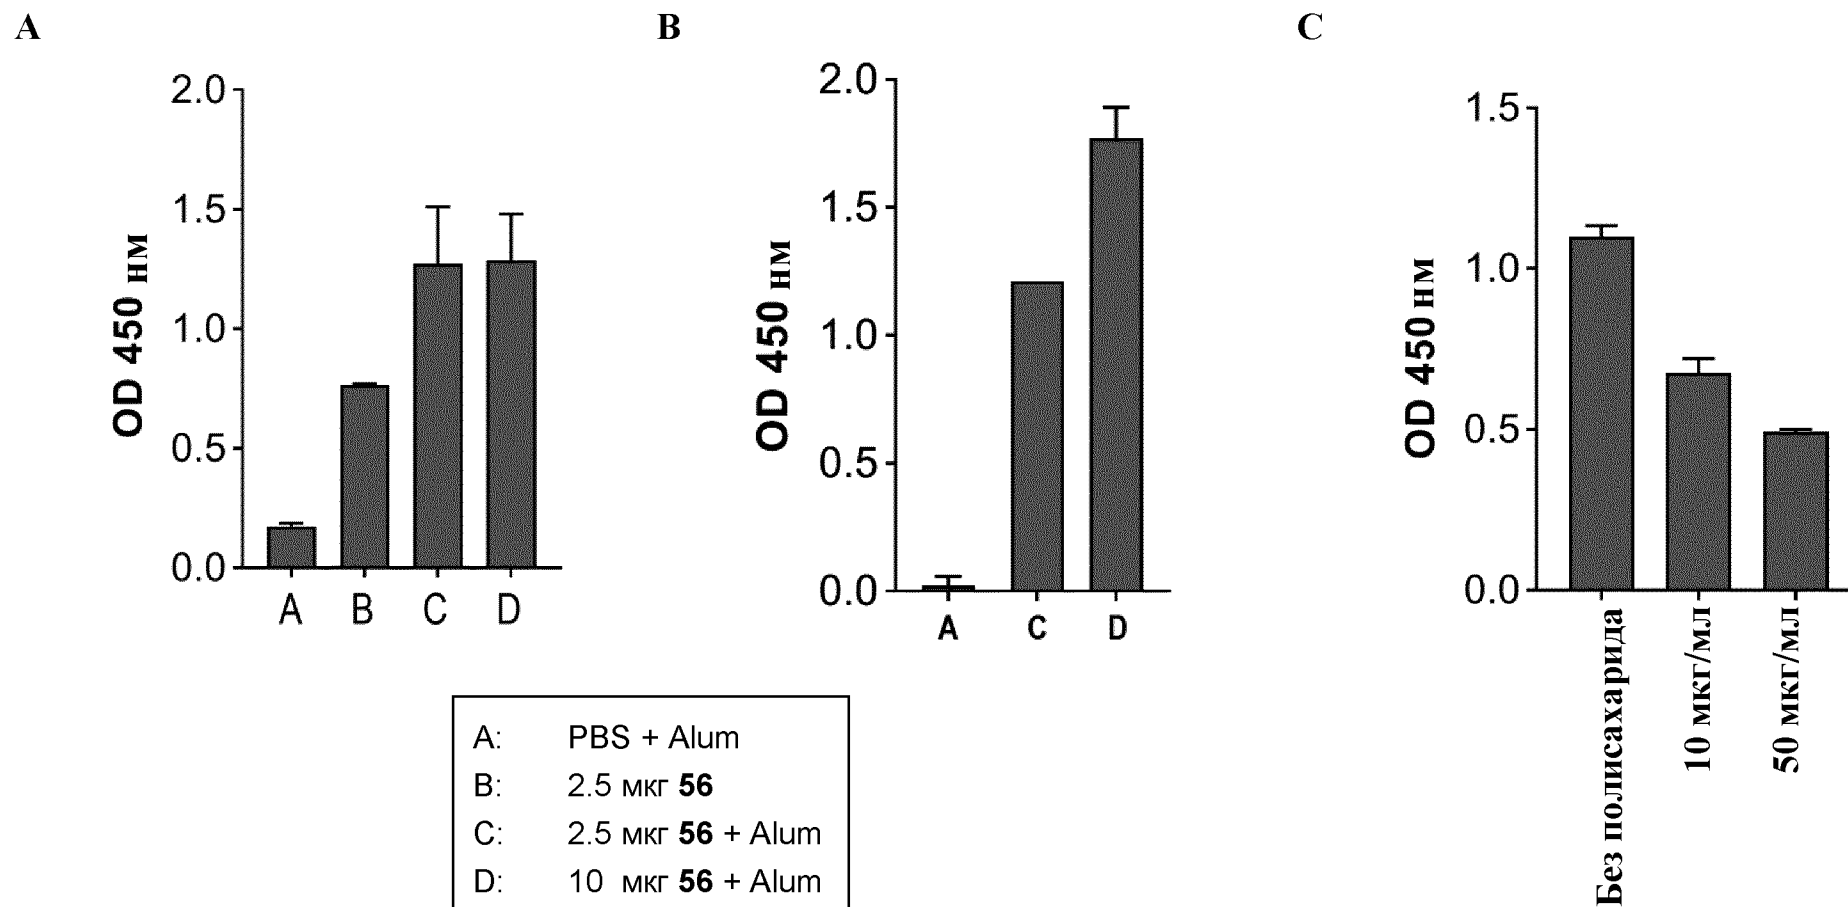 A
2.0
1.5
1.0
0.5
0.0
OD 450 нм
A B C D
B
2.0
1.5
1.0
0.5
0.0
OD 450 нм
A C D
C
1.5
1.0
0.5
0.0
OD 450 нм
Без полисахарида
10 мкг/мл
50 мкг/мл
A: PBS + Alum
B: 2.5 мкг 56
C: 2.5 мкг 56 + Alum
D: 10 мкг 56 + Alum